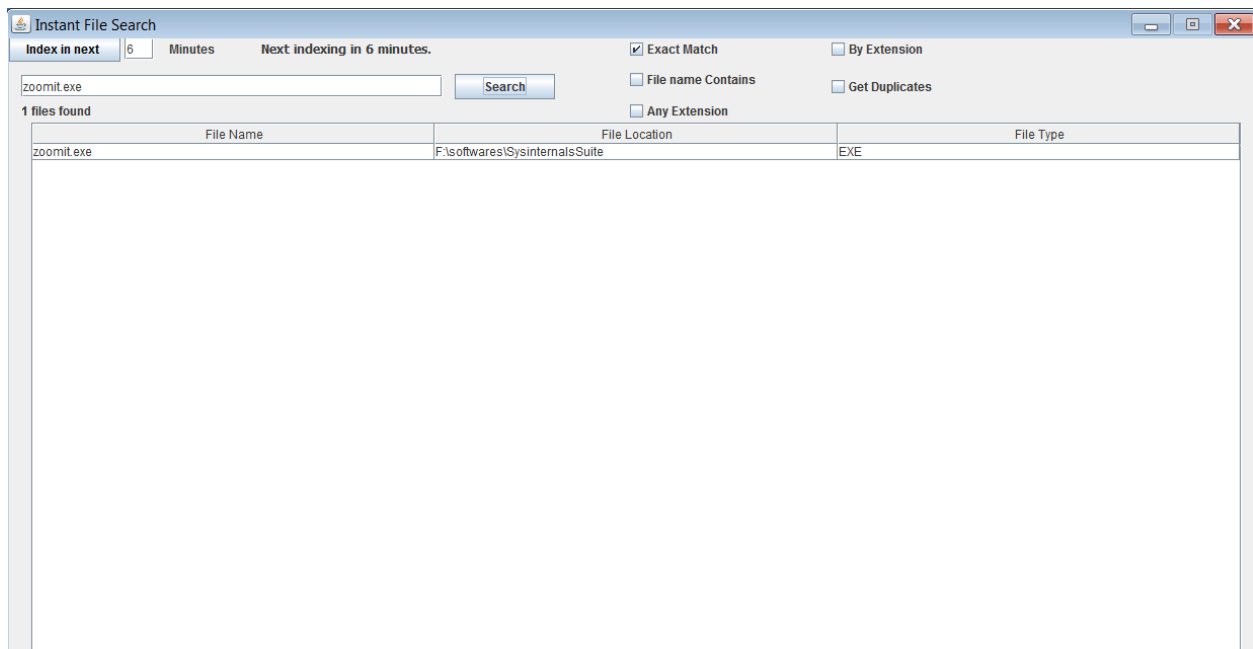 Instant File Search
Index in next 6 Minutes Next indexing in 6 minutes. Exact Match By Extension
zoomit.exe Search File name Contains Get Duplicates
1 files found Any Extension
File Name File Location File Type
zoomit.exe F:\softwares\SysinternalsSuite EXE